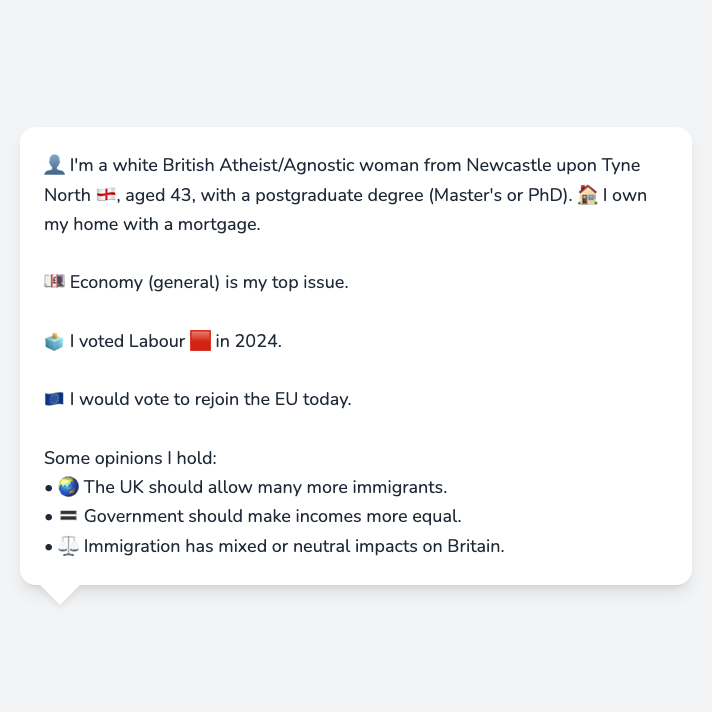 👤 I'm a white British Atheist/Agnostic woman from Newcastle upon Tyne
North 🏴󠁧󠁢󠁥󠁮󠁧󠁿, aged 43, with a postgraduate degree (Master's or PhD). 🏠 I own
my home with a mortgage.
💷 Economy (general) is my top issue.
🗳️ I voted Labour 🟥 in 2024.
🇪🇺 I would vote to rejoin the EU today.
Some opinions I hold:
• 🌏 The UK should allow many more immigrants.
• 🟰 Government should make incomes more equal.
• ⚖️ Immigration has mixed or neutral impacts on Britain.